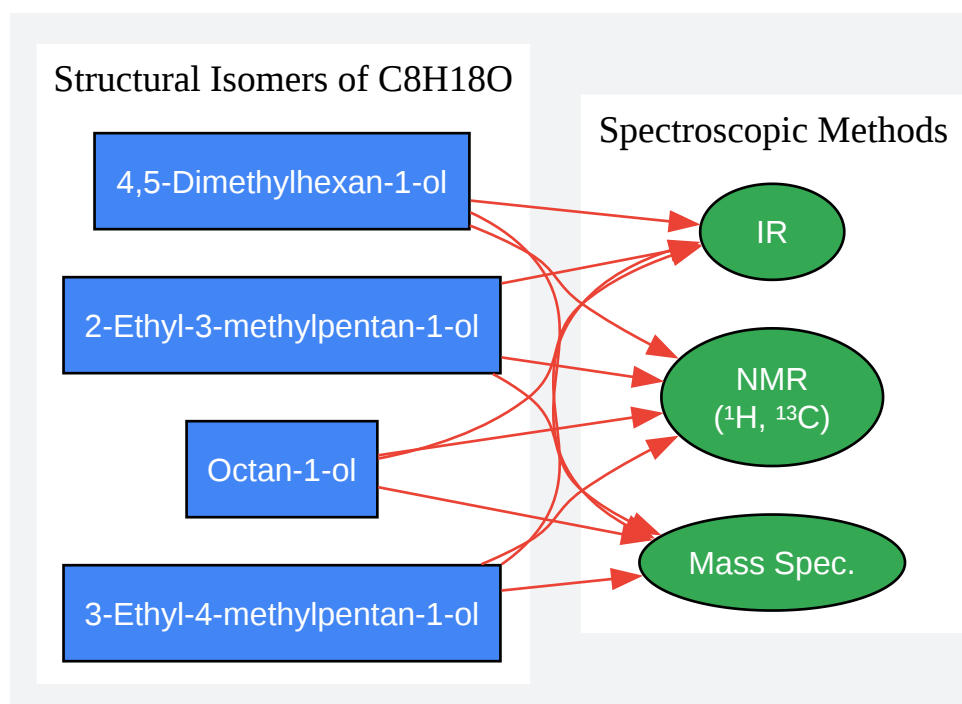 Structural Isomers of C8H18O
4,5-Dimethylhexan-1-ol
2-Ethyl-3-methylpentan-1-ol
Octan-1-ol
3-Ethyl-4-methylpentan-1-ol
Spectroscopic Methods
IR
NMR
(¹H, ¹³C)
Mass Spec.